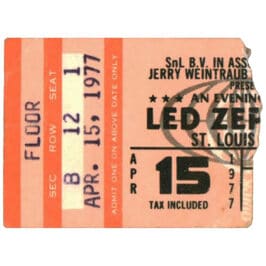 FLOOR
SEC ROW SEAT
B 12 1
APR. 15, 1977
ADMIT ONE ON ABOVE DATE ONLY
SnL B.V. IN ASS
JERRY WEINTRAUB
PRESE
★★★ AN EVENING
LED ZEP
ST. LOUIS
APR 15 1977
TAX INCLUDED